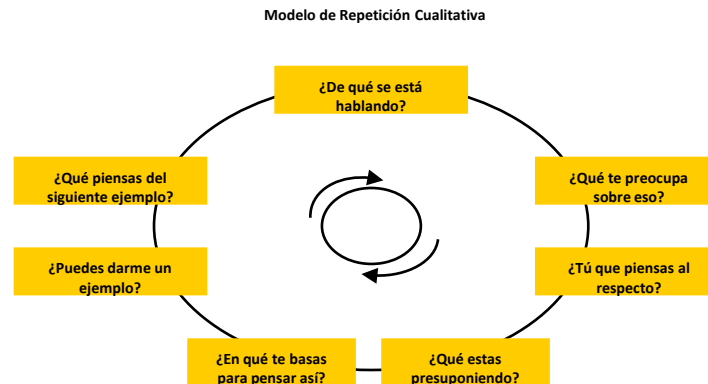 Modelo de Repetición Cualitativa
¿De qué se está
hablando?
¿Qué piensas del
siguiente ejemplo?
¿Qué te preocupa
sobre eso?
¿Puedes darme un
ejemplo?
¿Tú que piensas al
respecto?
¿En qué te basas
para pensar así?
¿Qué estas
presuponiendo?